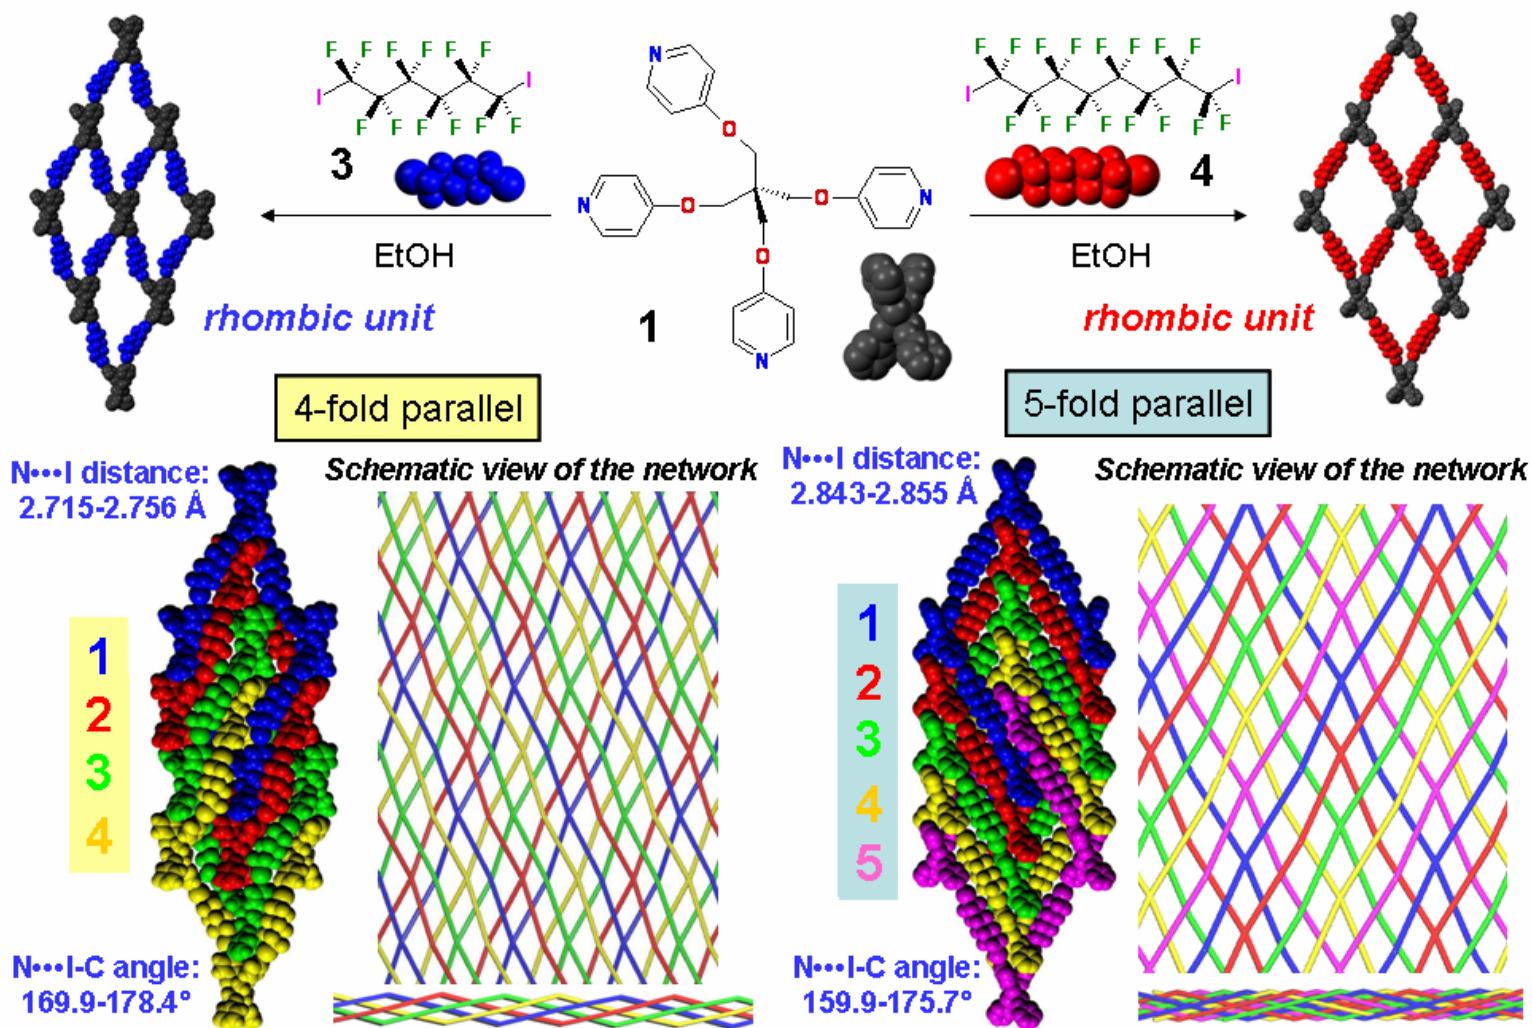 F F F F F F
I I
F F F F F F
3
EtOH
rhombic unit
N
O
N O O N
O
N
1
F F F F F F F F
I I
F F F F F F F F
4
EtOH
rhombic unit
4-fold parallel
N•••I distance:
2.715-2.756 Å
Schematic view of the network
1
2
3
4
N•••I-C angle:
169.9-178.4°
5-fold parallel
N•••I distance:
2.843-2.855 Å
Schematic view of the network
1
2
3
4
5
N•••I-C angle:
159.9-175.7°